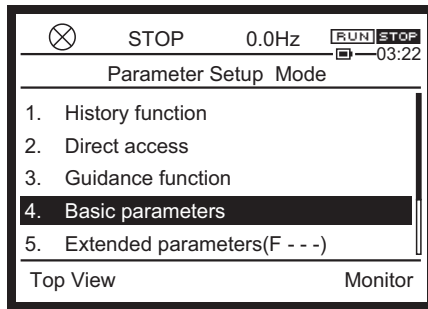 STOP 0.0Hz RUN STOP
03:22
Parameter Setup Mode
1. History function
2. Direct access
3. Guidance function
4. Basic parameters
5. Extended parameters(F - - -)
Top View Monitor